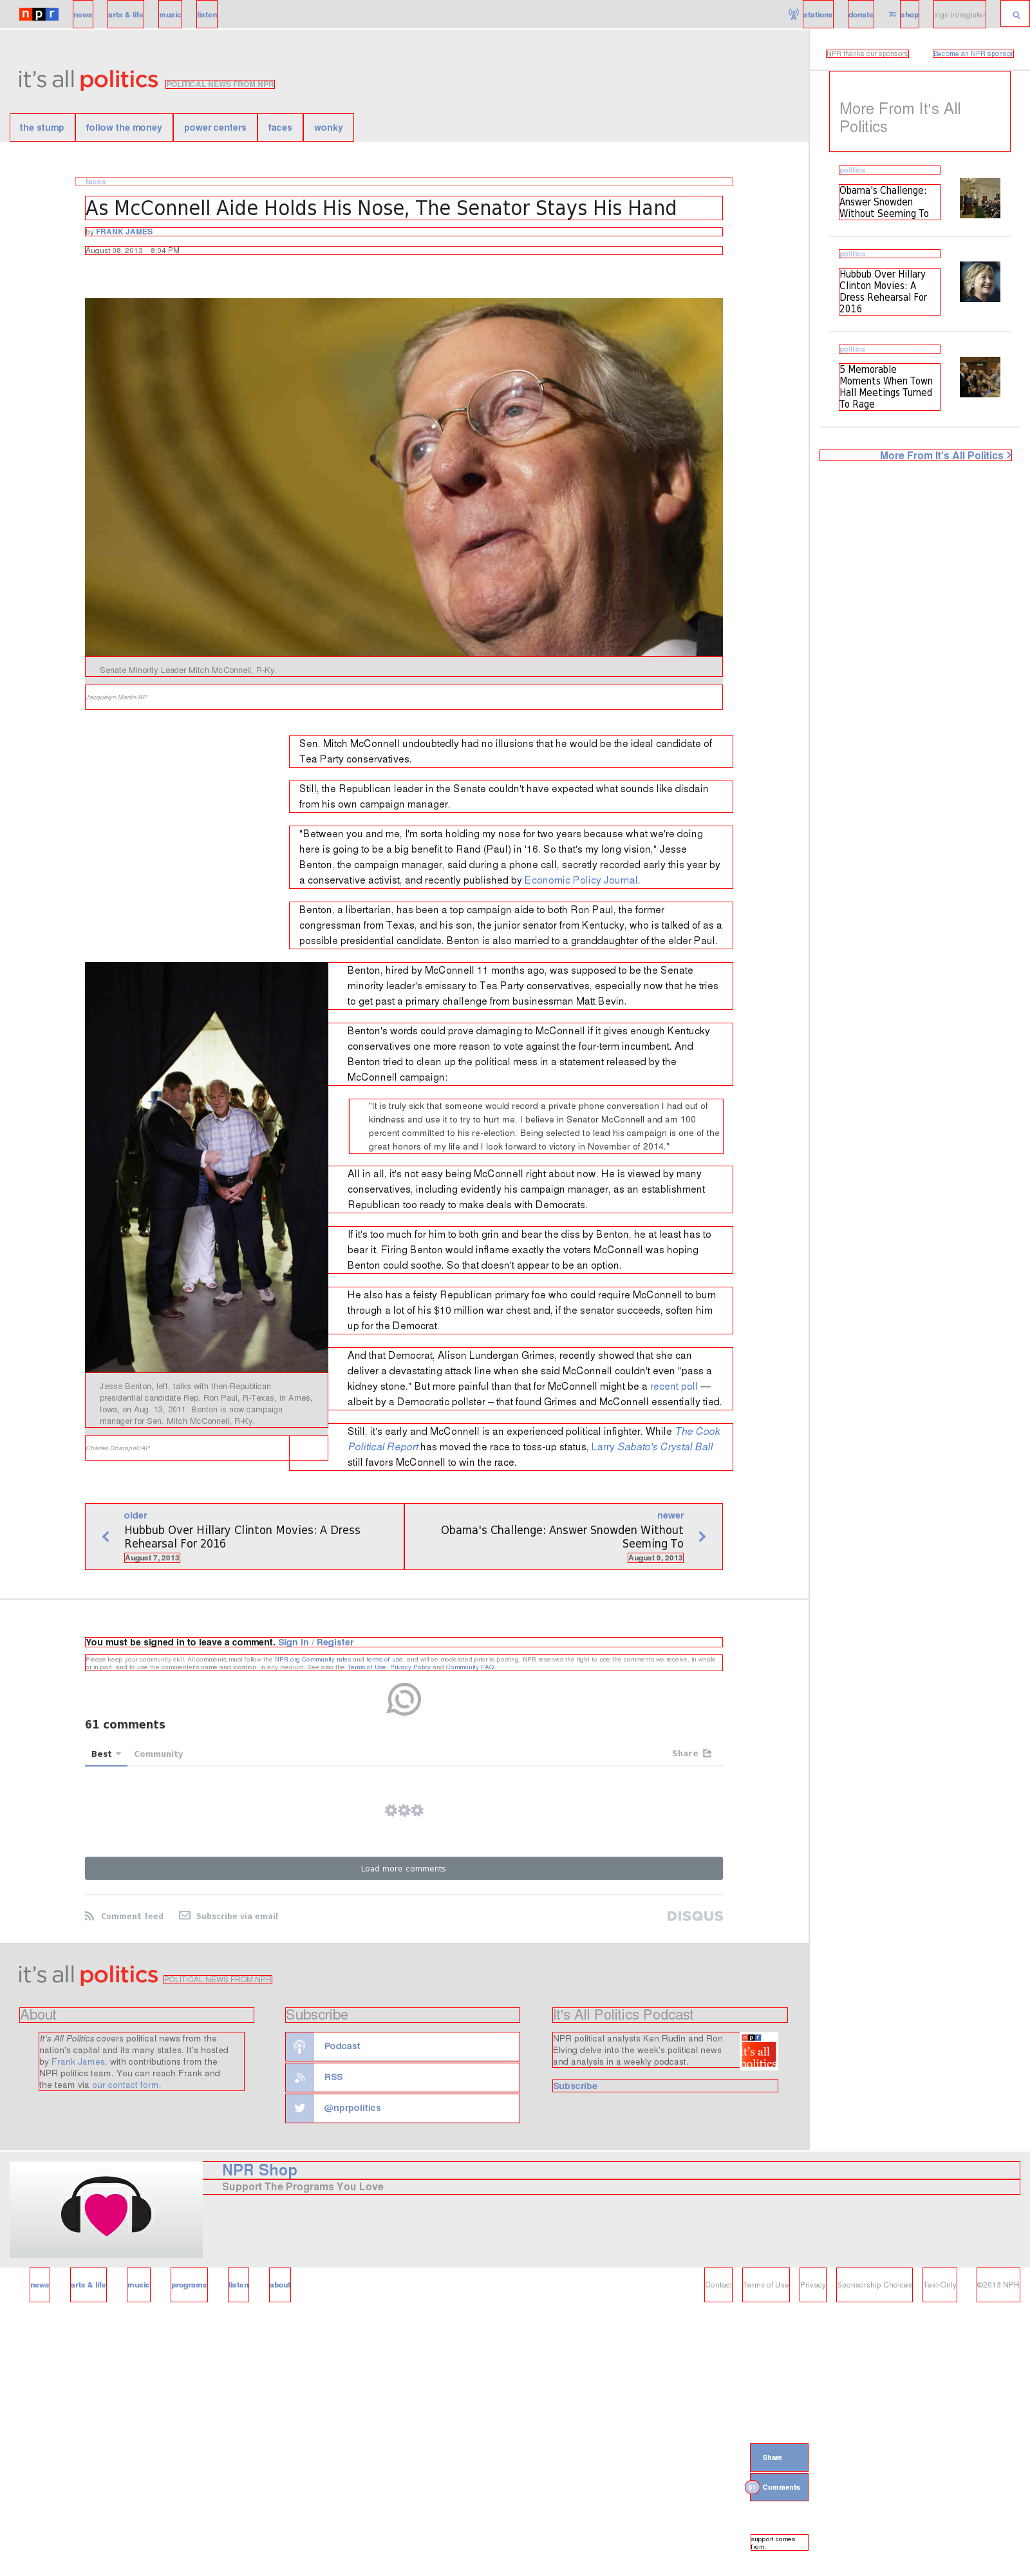 npr news arts & life music listen stations donate shop sign in/register
NPR thanks our sponsors Become an NPR sponsor
it's all politics POLITICAL NEWS FROM NPR
the stump follow the money power centers faces wonky
faces
As McConnell Aide Holds His Nose, The Senator Stays His Hand
by FRANK JAMES
August 08, 2013 8:04 PM
Senate Minority Leader Mitch McConnell, R-Ky.
Jacquelyn Martin/AP
Sen. Mitch McConnell undoubtedly had no illusions that he would be the ideal candidate of
Tea Party conservatives.
Still, the Republican leader in the Senate couldn't have expected what sounds like disdain
from his own campaign manager.
"Between you and me, I'm sorta holding my nose for two years because what we're doing
here is going to be a big benefit to Rand (Paul) in '16. So that's my long vision," Jesse
Benton, the campaign manager, said during a phone call, secretly recorded early this year by
a conservative activist, and recently published by Economic Policy Journal.
Benton, a libertarian, has been a top campaign aide to both Ron Paul, the former
congressman from Texas, and his son, the junior senator from Kentucky, who is talked of as a
possible presidential candidate. Benton is also married to a granddaughter of the elder Paul.
Benton, hired by McConnell 11 months ago, was supposed to be the Senate
minority leader's emissary to Tea Party conservatives, especially now that he tries
to get past a primary challenge from businessman Matt Bevin.
Benton's words could prove damaging to McConnell if it gives enough Kentucky
conservatives one more reason to vote against the four-term incumbent. And
Benton tried to clean up the political mess in a statement released by the
McConnell campaign:
"It is truly sick that someone would record a private phone conversation I had out of
kindness and use it to try to hurt me. I believe in Senator McConnell and am 100
percent committed to his re-election. Being selected to lead his campaign is one of the
great honors of my life and I look forward to victory in November of 2014."
All in all, it's not easy being McConnell right about now. He is viewed by many
conservatives, including evidently his campaign manager, as an establishment
Republican too ready to make deals with Democrats.
If it's too much for him to both grin and bear the diss by Benton, he at least has to
bear it. Firing Benton would inflame exactly the voters McConnell was hoping
Benton could soothe. So that doesn't appear to be an option.
He also has a feisty Republican primary foe who could require McConnell to burn
through a lot of his $10 million war chest and, if the senator succeeds, soften him
up for the Democrat.
And that Democrat, Alison Lundergan Grimes, recently showed that she can
deliver a devastating attack line when she said McConnell couldn't even "pass a
kidney stone." But more painful than that for McConnell might be a recent poll —
albeit by a Democratic pollster – that found Grimes and McConnell essentially tied.
Still, it's early and McConnell is an experienced political infighter. While The Cook
Political Report has moved the race to toss-up status, Larry Sabato's Crystal Ball
still favors McConnell to win the race.
Jesse Benton, left, talks with then-Republican
presidential candidate Rep. Ron Paul, R-Texas, in Ames,
Iowa, on Aug. 13, 2011. Benton is now campaign
manager for Sen. Mitch McConnell, R-Ky.
Charles Dharapak/AP
older
Hubbub Over Hillary Clinton Movies: A Dress
Rehearsal For 2016
August 7, 2013
newer
Obama's Challenge: Answer Snowden Without
Seeming To
August 9, 2013
More From It's All
Politics
politics
Obama's Challenge:
Answer Snowden
Without Seeming To
politics
Hubbub Over Hillary
Clinton Movies: A
Dress Rehearsal For
2016
politics
5 Memorable
Moments When Town
Hall Meetings Turned
To Rage
More From It's All Politics
You must be signed in to leave a comment. Sign In / Register
Please keep your community civil. All comments must follow the NPR.org Community rules and terms of use, and will be moderated prior to posting. NPR reserves the right to use the comments we receive, in whole
or in part, and to use the commenter's name and location, in any medium. See also the Terms of Use, Privacy Policy and Community FAQ.
61 comments
Best Community Share
Load more comments
Comment feed Subscribe via email DISQUS
it's all politics POLITICAL NEWS FROM NPR
About
It's All Politics covers political news from the
nation's capital and its many states. It's hosted
by Frank James, with contributions from the
NPR politics team. You can reach Frank and
the team via our contact form.
Subscribe
Podcast
RSS
@nprpolitics
It's All Politics Podcast
NPR political analysts Ken Rudin and Ron
Elving delve into the week's political news
and analysis in a weekly podcast.
npr
it's all
politics
Subscribe
NPR Shop
Support The Programs You Love
news arts & life music programs listen about Contact Terms of Use Privacy Sponsorship Choices Text-Only ©2013 NPR
Share
61 Comments
support comes
from: